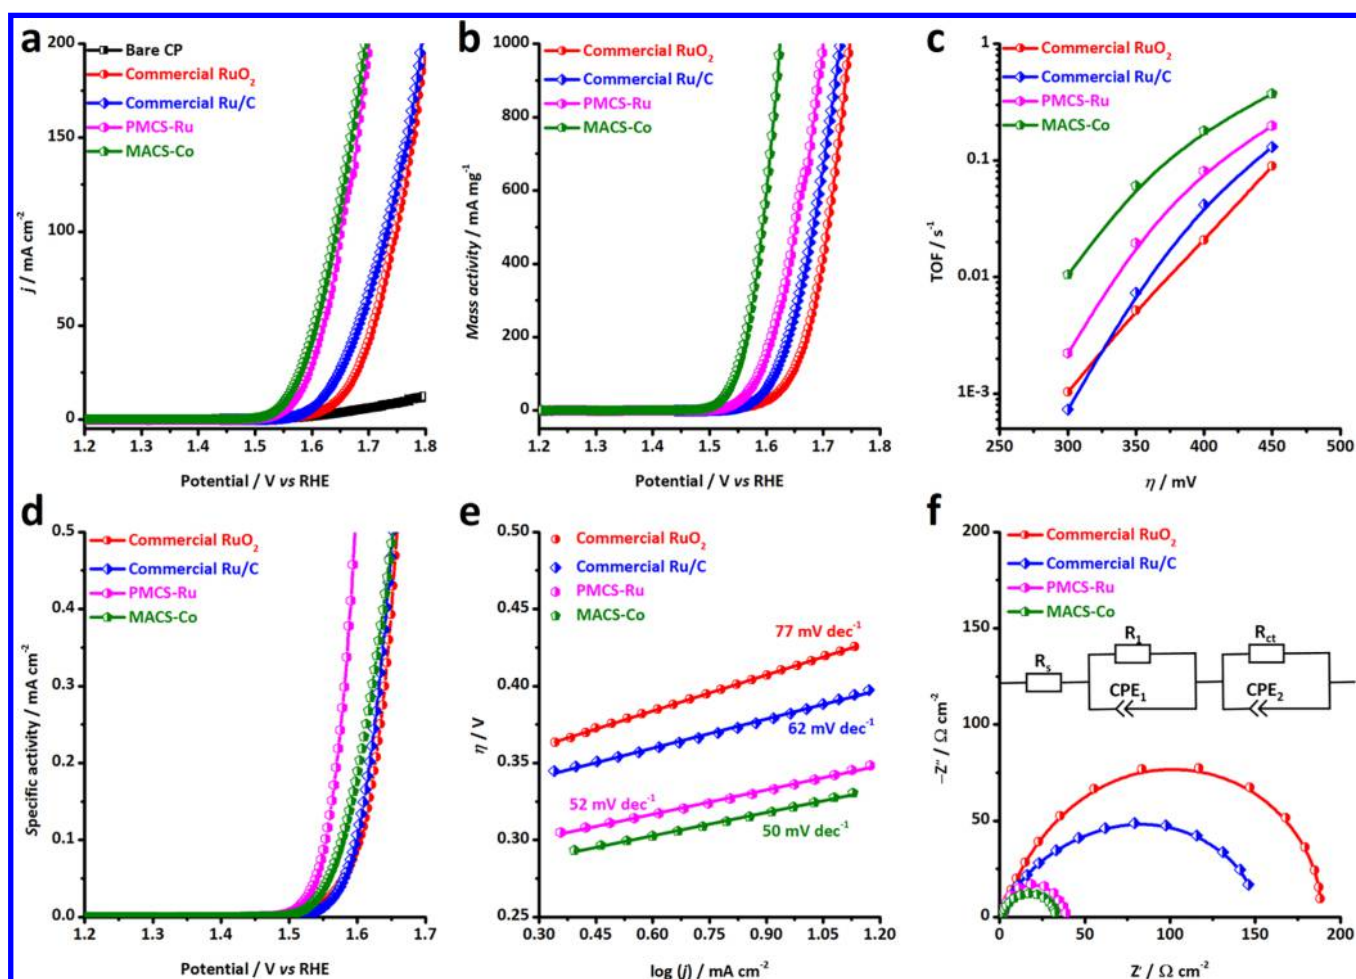 a
200
150
100
50
0
j / mA cm⁻²
Bare CP
Commercial RuO₂
Commercial Ru/C
PMCS-Ru
MACS-Co
1.2 1.3 1.4 1.5 1.6 1.7 1.8
Potential / V vs RHE
b
1000
800
600
400
200
0
Mass activity / mA mg⁻¹
Commercial RuO₂
Commercial Ru/C
PMCS-Ru
MACS-Co
1.2 1.3 1.4 1.5 1.6 1.7 1.8
Potential / V vs RHE
c
1
0.1
0.01
1E-3
TOF / s⁻¹
Commercial RuO₂
Commercial Ru/C
PMCS-Ru
MACS-Co
250 300 350 400 450 500
η / mV
d
0.5
0.4
0.3
0.2
0.1
0.0
Specific activity / mA cm⁻²
Commercial RuO₂
Commercial Ru/C
PMCS-Ru
MACS-Co
1.2 1.3 1.4 1.5 1.6 1.7
Potential / V vs RHE
e
0.50
0.45
0.40
0.35
0.30
0.25
η / V
Commercial RuO₂
Commercial Ru/C
PMCS-Ru
MACS-Co
77 mV dec⁻¹
62 mV dec⁻¹
52 mV dec⁻¹
50 mV dec⁻¹
0.30 0.45 0.60 0.75 0.90 1.05 1.20
log (j) / mA cm⁻²
f
200
150
100
50
0
−Z'' / Ω cm⁻²
Commercial RuO₂
Commercial Ru/C
PMCS-Ru
MACS-Co
Rₛ
R₁
CPE₁
R_ct
CPE₂
0 50 100 150 200 250
Z' / Ω cm⁻²